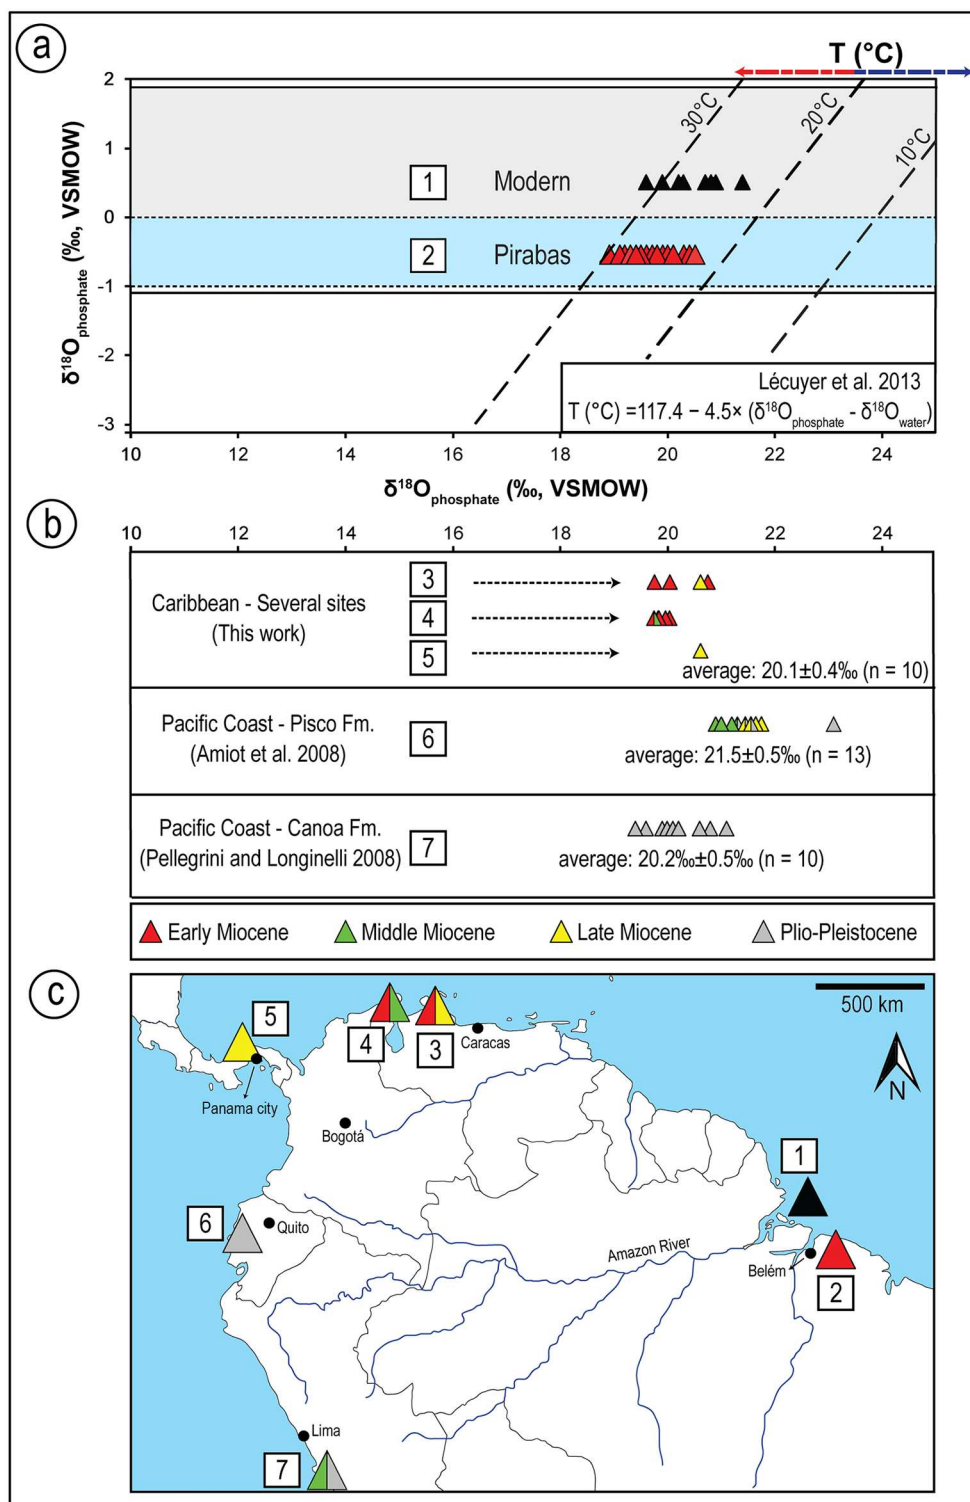 a
T (°C)
2
1
0
-1
-2
-3
δ¹⁸Ophosphate (‰, VSMOW)
30°C
20°C
10°C
1 Modern
2 Pirabas
Lécuyer et al. 2013
T (°C) =117.4 − 4.5× (δ¹⁸Ophosphate - δ¹⁸Owater)
10 12 14 16 18 20 22 24
δ¹⁸Ophosphate (‰, VSMOW)
b
10 12 14 16 18 20 22 24
Caribbean - Several sites
(This work)
3
4
5
average: 20.1±0.4‰ (n = 10)
Pacific Coast - Pisco Fm.
(Amiot et al. 2008)
6
average: 21.5±0.5‰ (n = 13)
Pacific Coast - Canoa Fm.
(Pellegrini and Longinelli 2008)
7
average: 20.2‰±0.5‰ (n = 10)
Early Miocene Middle Miocene Late Miocene Plio-Pleistocene
c
500 km
N
5
4
3
Caracas
Panama city
Bogotá
1
6
Quito
Amazon River
Belém
2
Lima
7